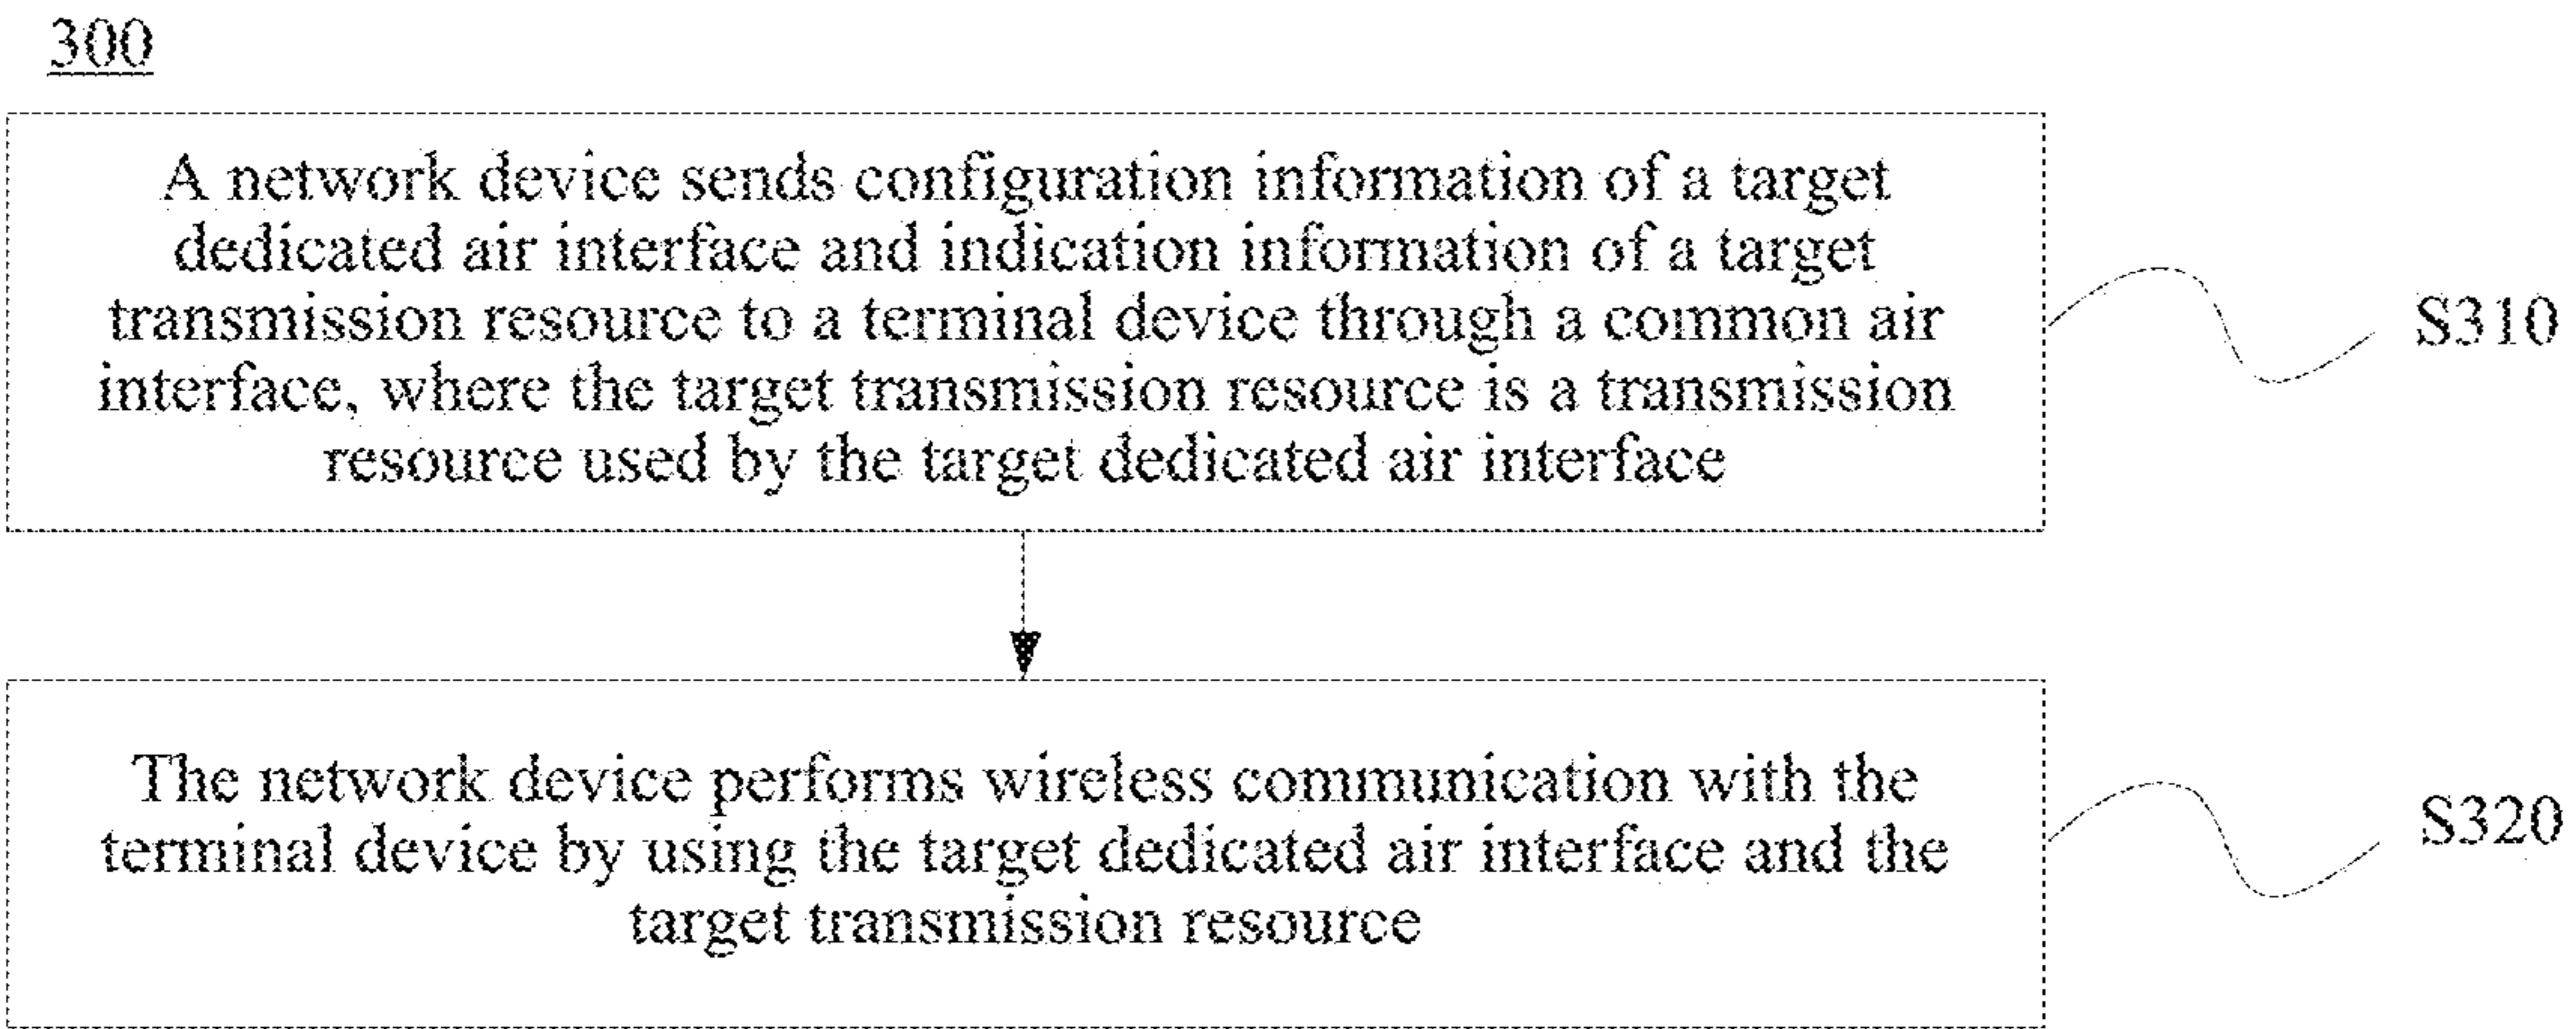 300
A network device sends configuration information of a target
dedicated air interface and indication information of a target
transmission resource to a terminal device through a common air
interface, where the target transmission resource is a transmission
resource used by the target dedicated air interface
S310
The network device performs wireless communication with the
terminal device by using the target dedicated air interface and the
target transmission resource
S320